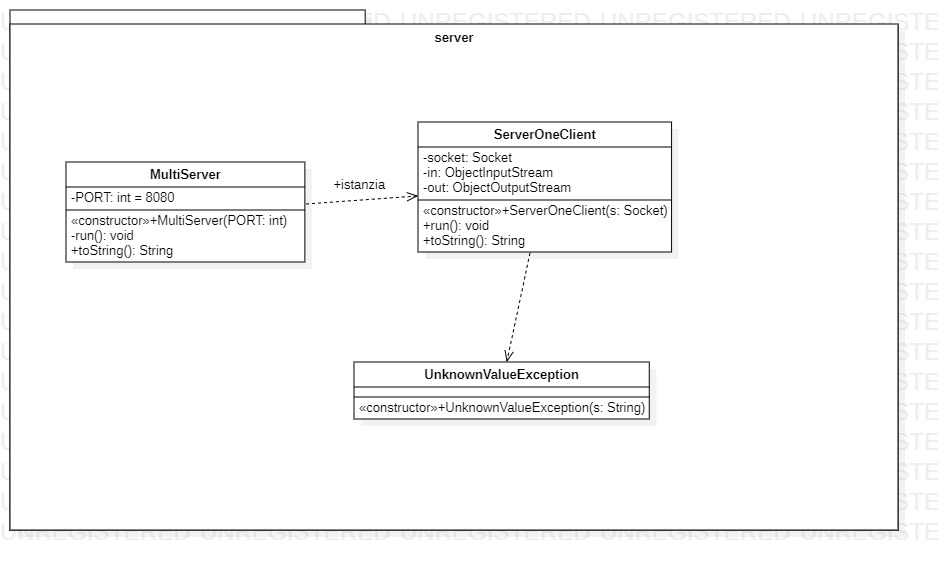 server
MultiServer
-PORT: int = 8080
«constructor»+MultiServer(PORT: int)
-run(): void
+toString(): String
+istanzia
ServerOneClient
-socket: Socket
-in: ObjectInputStream
-out: ObjectOutputStream
«constructor»+ServerOneClient(s: Socket)
+run(): void
+toString(): String
UnknownValueException
«constructor»+UnknownValueException(s: String)
UNREGISTERED UNREGISTERED UNREGISTERED UNREGISTERED